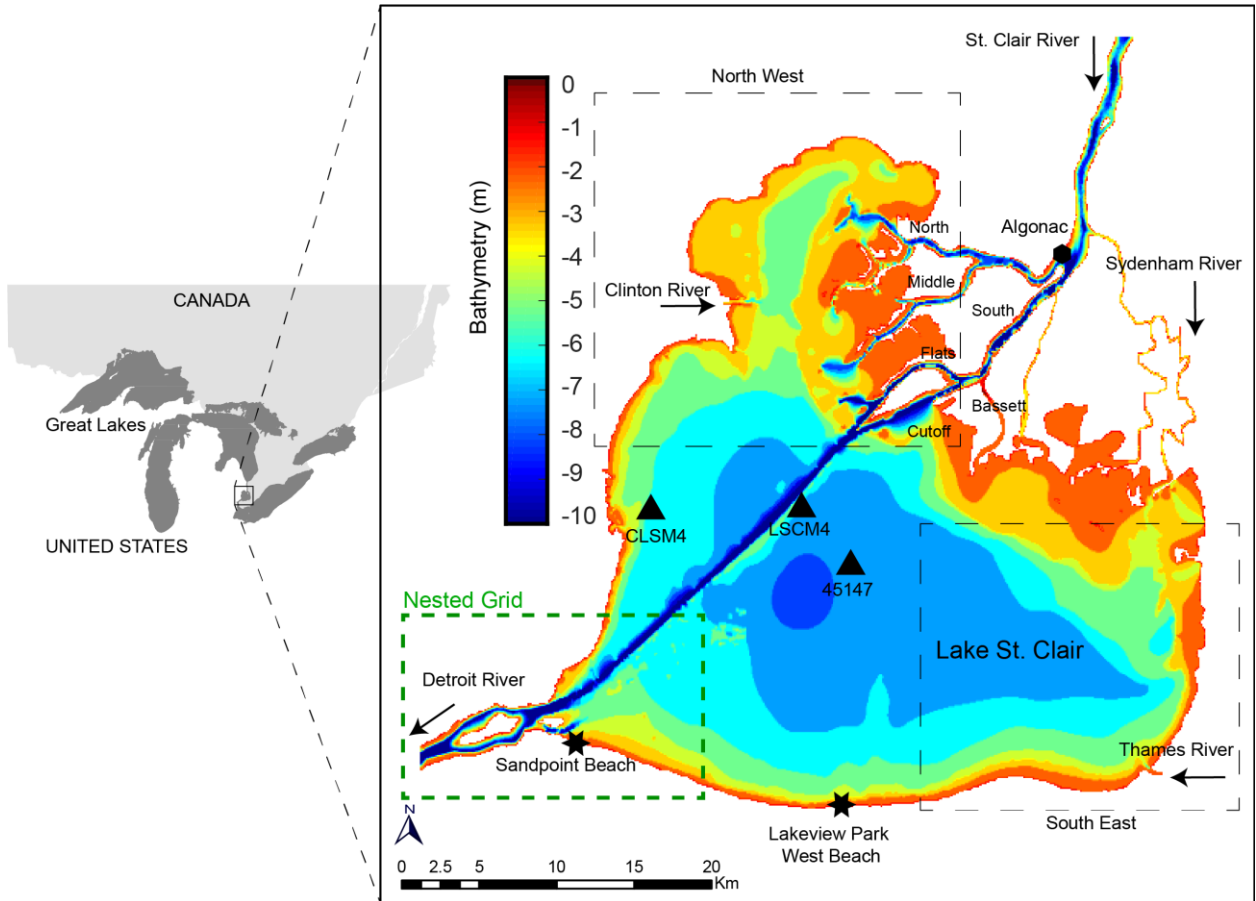 CANADA
Great Lakes
UNITED STATES
St. Clair River
North West
0
-1
-2
-3
-4
-5
-6
-7
-8
-9
-10
Bathymetry (m)
North
Algonac
Sydenham River
Middle
Clinton River
South
Flats
Bassett
Cutoff
CLSM4
LSCM4
45147
Nested Grid
Lake St. Clair
Detroit River
Sandpoint Beach
Thames River
South East
Lakeview Park
West Beach
N
0 2.5 5 10 15 20
Km